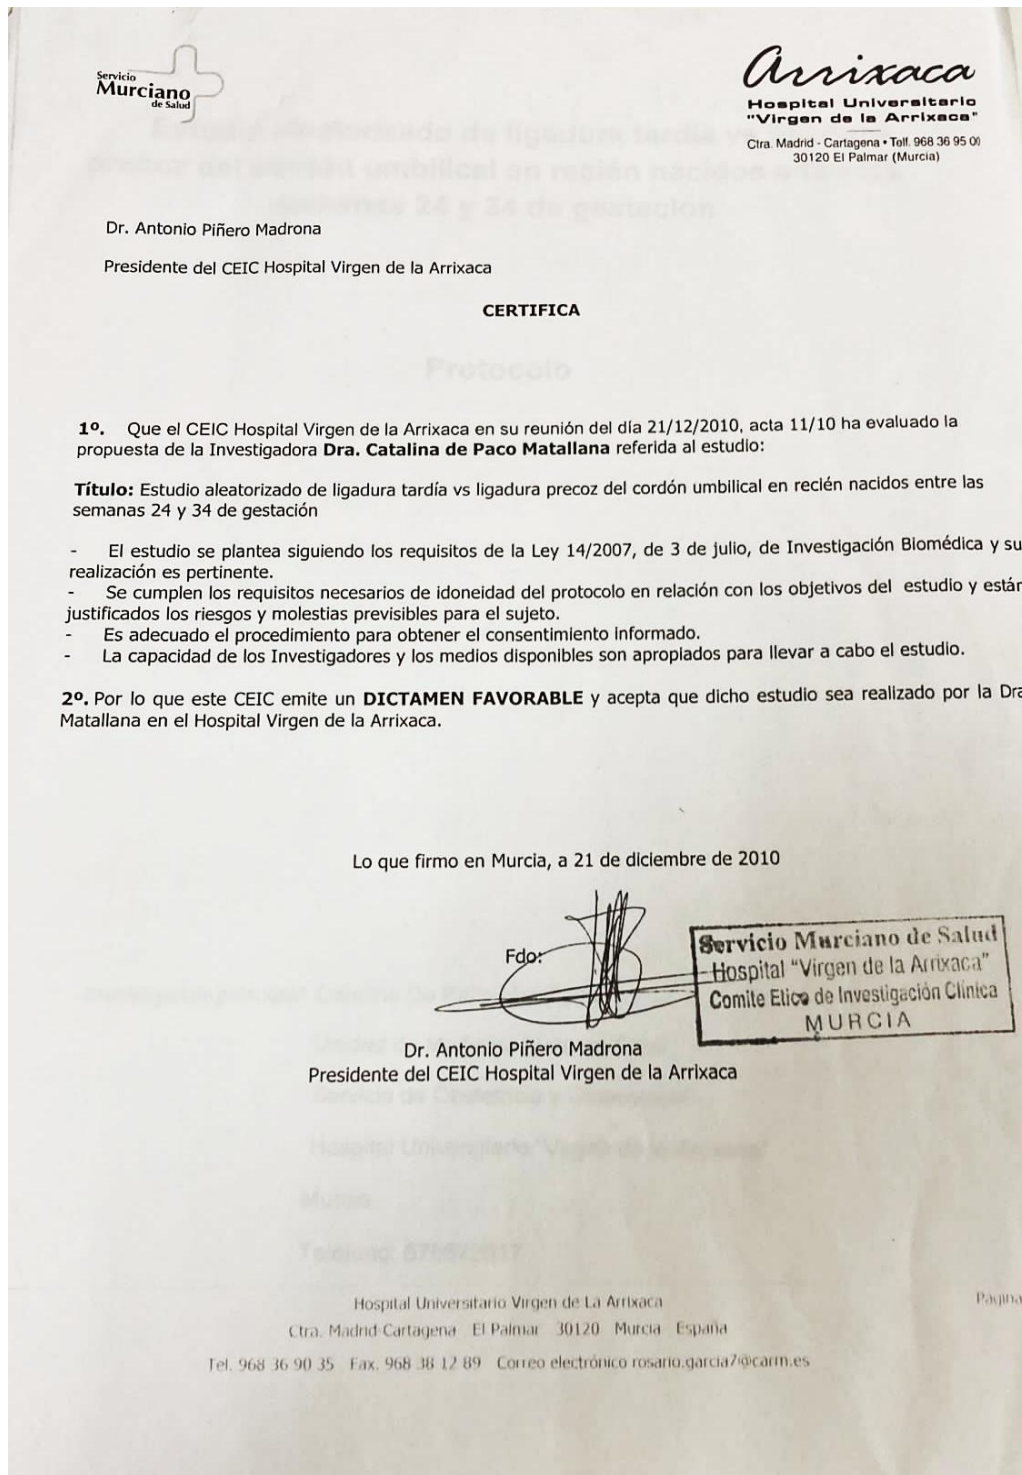 Servicio
Murciano
de Salud
Arrixaca
Hospital Universitario
"Virgen de la Arrixaca"
Ctra. Madrid - Cartagena • Telf. 968 36 95 00
30120 El Palmar (Murcia)
Dr. Antonio Piñero Madrona
Presidente del CEIC Hospital Virgen de la Arrixaca
CERTIFICA
Protocolo
1º. Que el CEIC Hospital Virgen de la Arrixaca en su reunión del día 21/12/2010, acta 11/10 ha evaluado la
propuesta de la Investigadora Dra. Catalina de Paco Matallana referida al estudio:
Título: Estudio aleatorizado de ligadura tardía vs ligadura precoz del cordón umbilical en recién nacidos entre las
semanas 24 y 34 de gestación
- El estudio se plantea siguiendo los requisitos de la Ley 14/2007, de 3 de julio, de Investigación Biomédica y su
realización es pertinente.
- Se cumplen los requisitos necesarios de idoneidad del protocolo en relación con los objetivos del estudio y están
justificados los riesgos y molestias previsibles para el sujeto.
- Es adecuado el procedimiento para obtener el consentimiento informado.
- La capacidad de los Investigadores y los medios disponibles son apropiados para llevar a cabo el estudio.
2º. Por lo que este CEIC emite un DICTAMEN FAVORABLE y acepta que dicho estudio sea realizado por la Dra
Matallana en el Hospital Virgen de la Arrixaca.
Lo que firmo en Murcia, a 21 de diciembre de 2010
Fdo:
Servicio Murciano de Salud
Hospital "Virgen de la Arrixaca"
Comite Etico de Investigación Clínica
MURCIA
Dr. Antonio Piñero Madrona
Presidente del CEIC Hospital Virgen de la Arrixaca
Hospital Universitario Virgen de La Arrixaca
Página
Ctra. Madrid Cartagena El Palmar 30120 Murcia España
Tel. 968 36 90 35 Fax. 968 38 12 89 Correo electrónico rosario.garcia7@carm.es